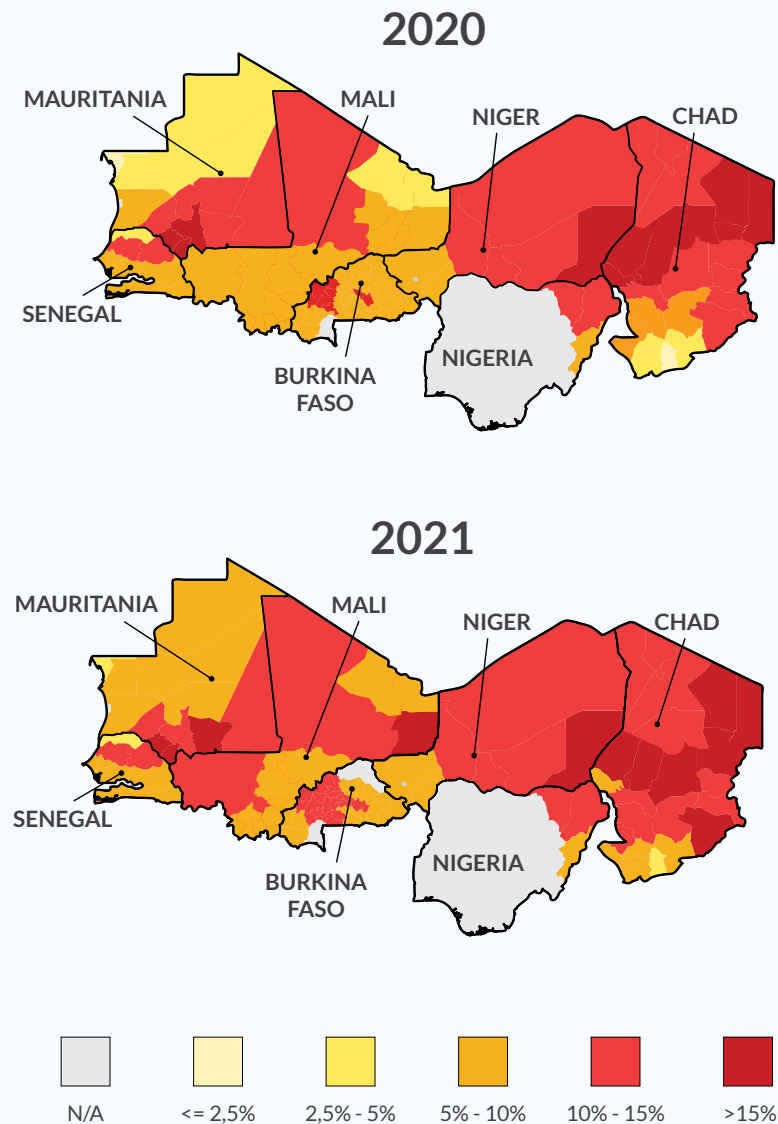 2020
MAURITANIA
MALI
NIGER
CHAD
SENEGAL
NIGERIA
BURKINA
FASO
2021
MAURITANIA
MALI
NIGER
CHAD
SENEGAL
NIGERIA
BURKINA
FASO
N/A
<= 2,5%
2,5% - 5%
5% - 10%
10% - 15%
>15%